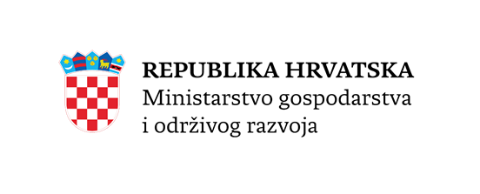 REPUBLIKA HRVATSKA
Ministarstvo gospodarstva
i održivog razvoja